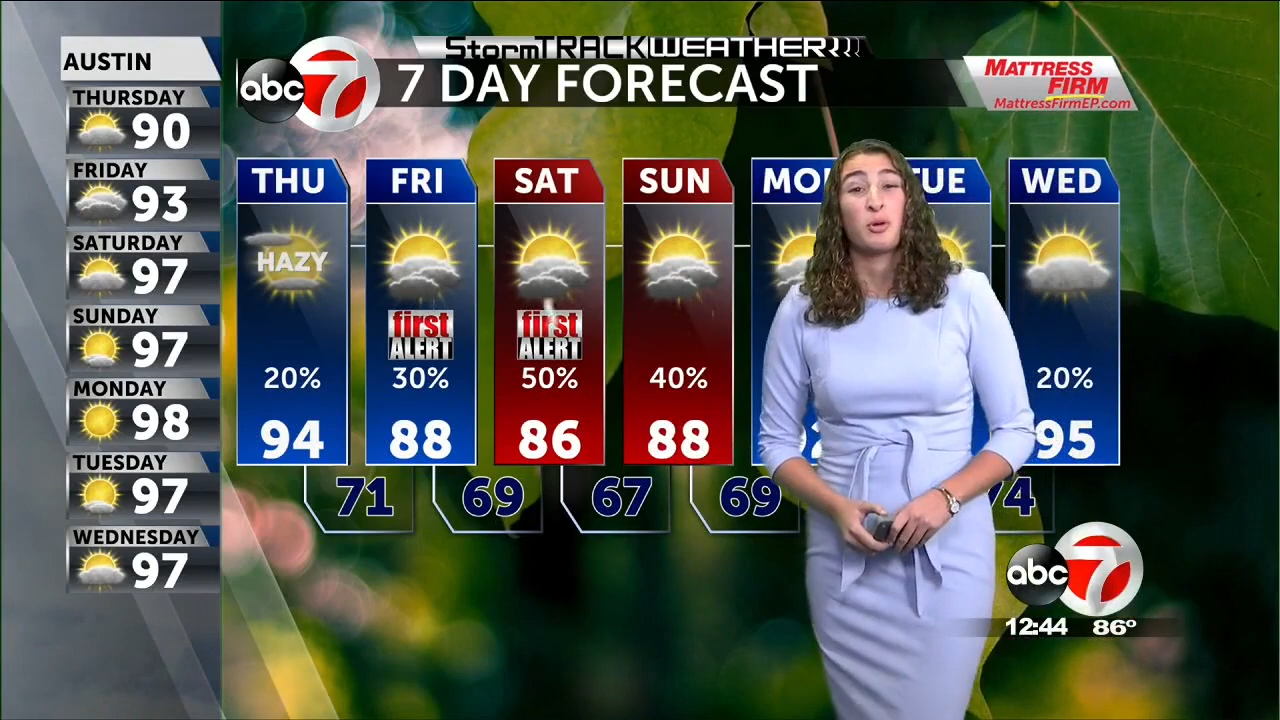 StormTRACKWEATHER
abc 7
7 DAY FORECAST
MATTRESS
FIRM
MattressFirmEP.com
AUSTIN
THURSDAY
90
FRIDAY
93
SATURDAY
97
SUNDAY
97
MONDAY
98
TUESDAY
97
WEDNESDAY
97
THU
HAZY
20%
94
FRI
first
ALERT
30%
88
SAT
first
ALERT
50%
86
SUN
40%
88
WED
20%
95
71
69
67
69
74
abc 7
12:44 86°